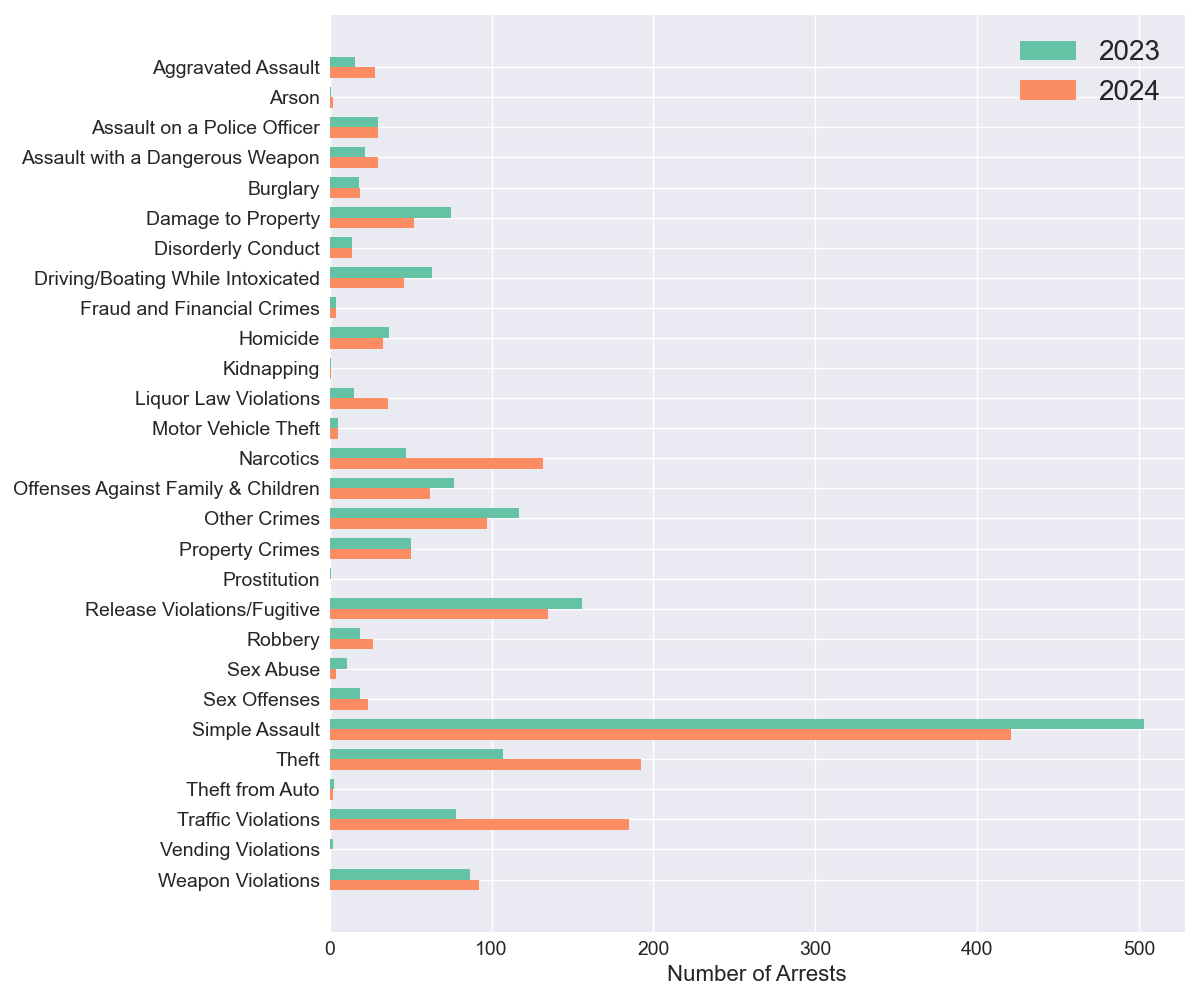 2023
2024
Aggravated Assault
Arson
Assault on a Police Officer
Assault with a Dangerous Weapon
Burglary
Damage to Property
Disorderly Conduct
Driving/Boating While Intoxicated
Fraud and Financial Crimes
Homicide
Kidnapping
Liquor Law Violations
Motor Vehicle Theft
Narcotics
Offenses Against Family & Children
Other Crimes
Property Crimes
Prostitution
Release Violations/Fugitive
Robbery
Sex Abuse
Sex Offenses
Simple Assault
Theft
Theft from Auto
Traffic Violations
Vending Violations
Weapon Violations
0 100 200 300 400 500
Number of Arrests